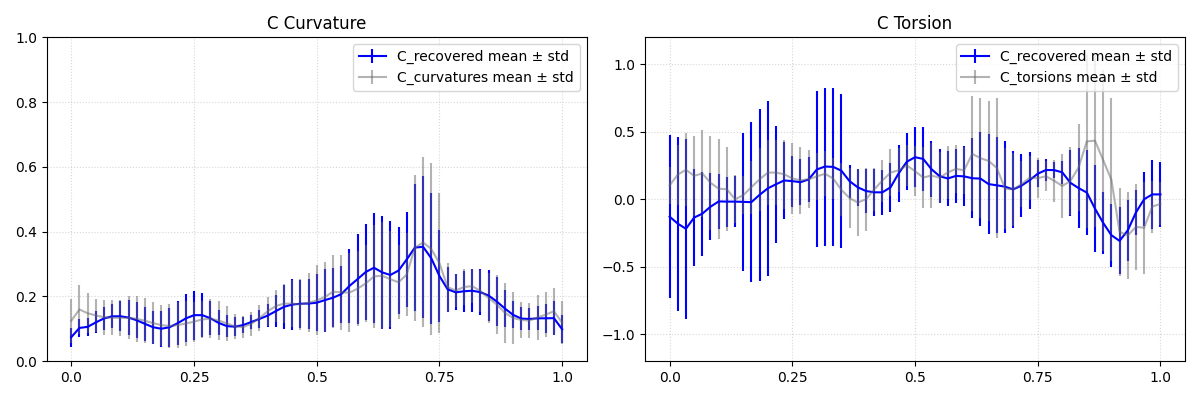 C Curvature
C_recovered mean ± std
C_curvatures mean ± std
1.0
0.8
0.6
0.4
0.2
0.0
0.0 0.25 0.5 0.75 1.0
C Torsion
C_recovered mean ± std
C_torsions mean ± std
1.0
0.5
0.0
−0.5
−1.0
0.0 0.25 0.5 0.75 1.0